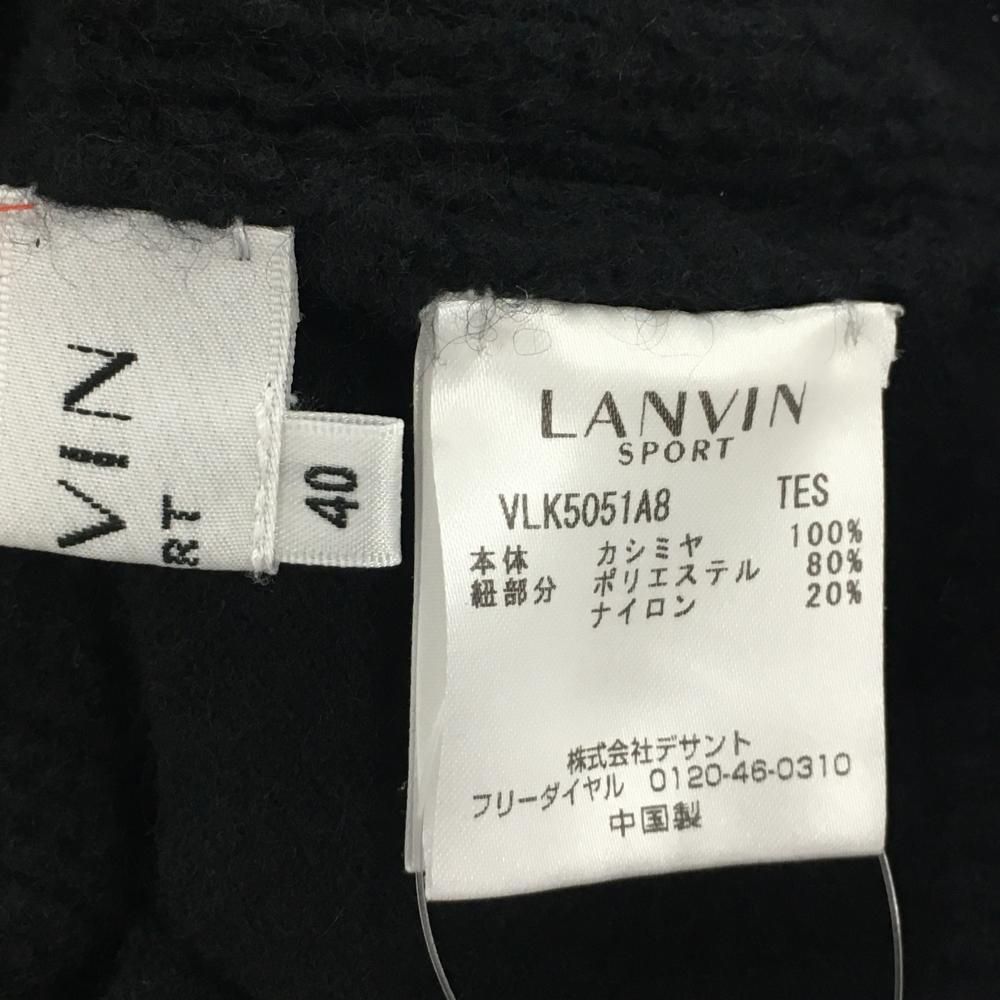 VIN
RT
40
LANVIN
SPORT
VLK5051A8 TES
本体 カシミヤ 100%
紐部分 ポリエステル 80%
ナイロン 20%
株式会社デサント
フリーダイヤル 0120-46-0310
中国製